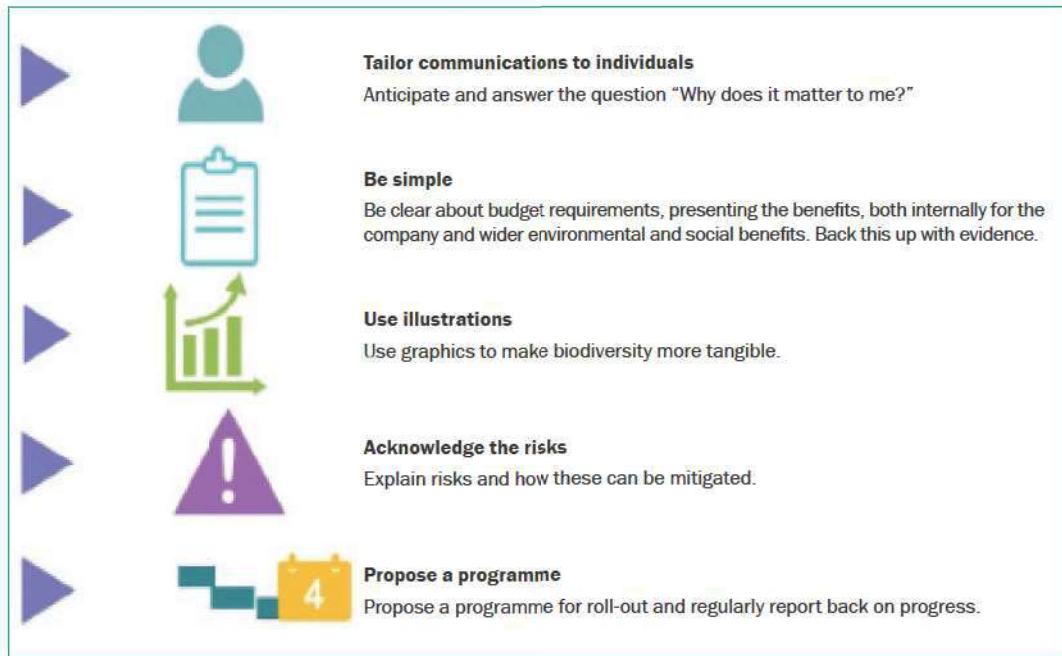 Tailor communications to individuals
Anticipate and answer the question “Why does it matter to me?”
Be simple
Be clear about budget requirements, presenting the benefits, both internally for the
company and wider environmental and social benefits. Back this up with evidence.
Use illustrations
Use graphics to make biodiversity more tangible.
Acknowledge the risks
Explain risks and how these can be mitigated.
4
Propose a programme
Propose a programme for roll-out and regularly report back on progress.